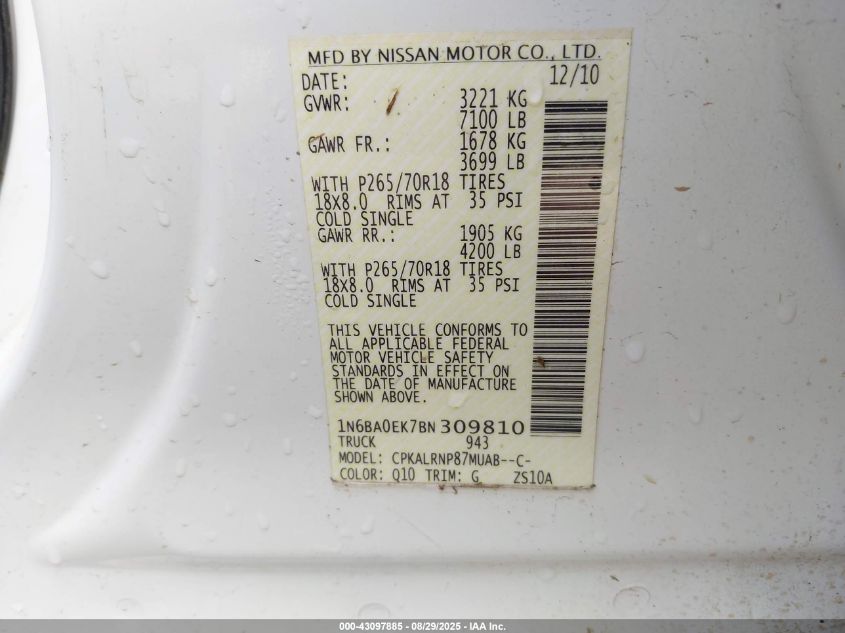 MFD BY NISSAN MOTOR CO., LTD.
DATE: 12/10
GVWR: 3221 KG
7100 LB
GAWR FR.: 1678 KG
3699 LB
WITH P265/70R18 TIRES
18X8.0 RIMS AT 35 PSI
COLD SINGLE
GAWR RR.: 1905 KG
4200 LB
WITH P265/70R18 TIRES
18X8.0 RIMS AT 35 PSI
COLD SINGLE
THIS VEHICLE CONFORMS TO
ALL APPLICABLE FEDERAL
MOTOR VEHICLE SAFETY
STANDARDS IN EFFECT ON
THE DATE OF MANUFACTURE
SHOWN ABOVE.
1N6BA0EK7BN309810
TRUCK 943
MODEL: CPKALRNP87MUAB--C-
COLOR: Q10 TRIM: G ZS10A
000-43097885 - 08/29/2025 - IAA Inc.